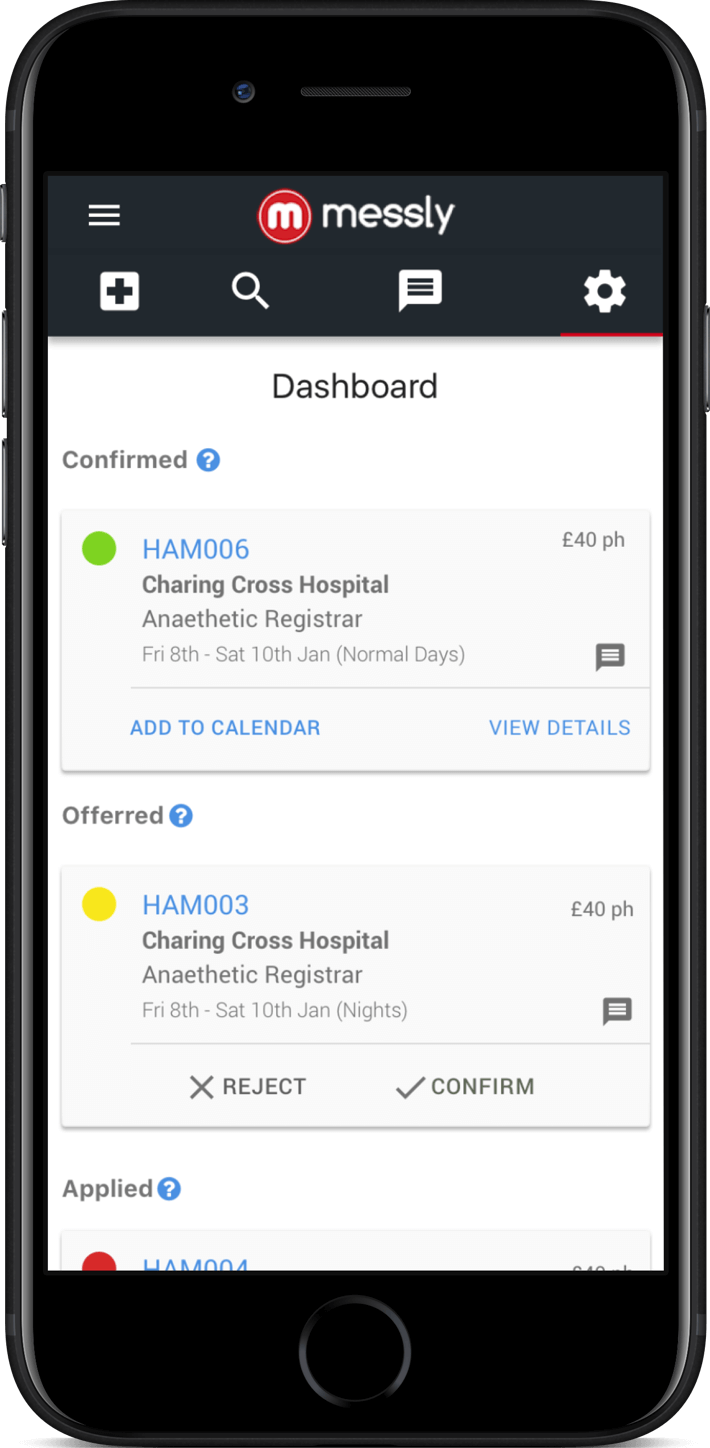 messly
Dashboard
Confirmed
HAM006
£40 ph
Charing Cross Hospital
Anaethetic Registrar
Fri 8th - Sat 10th Jan (Normal Days)
ADD TO CALENDAR
VIEW DETAILS
Offerred
HAM003
£40 ph
Charing Cross Hospital
Anaethetic Registrar
Fri 8th - Sat 10th Jan (Nights)
REJECT
CONFIRM
Applied
HAM004
£40 ph